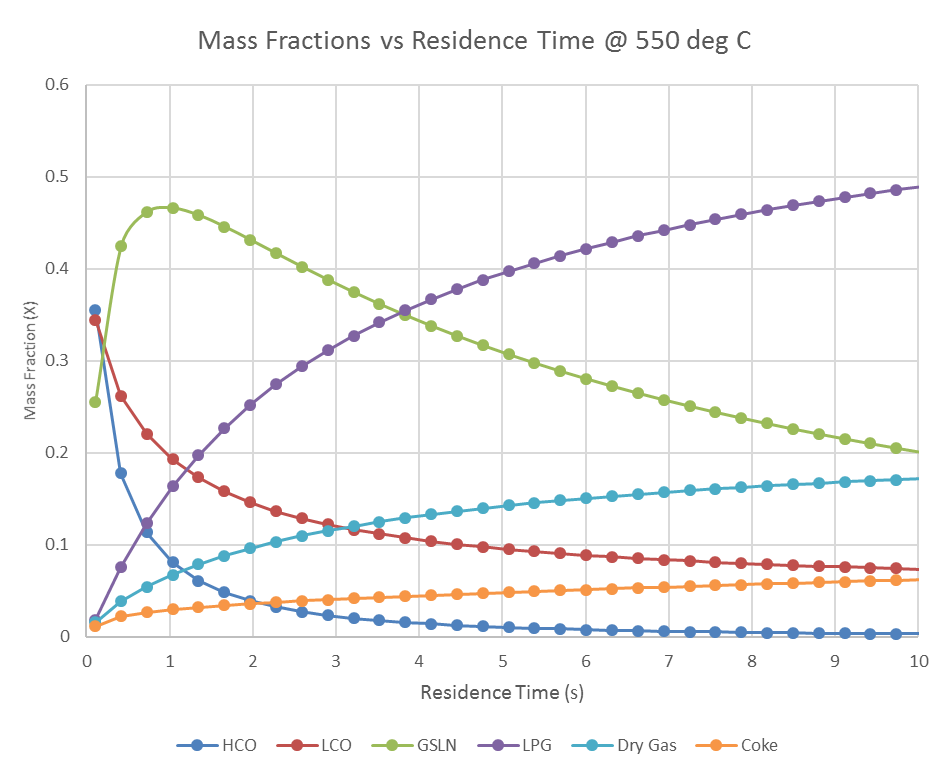 Mass Fractions vs Residence Time @ 550 deg C
0.6
0.5
0.4
0.3
0.2
0.1
0
Mass Fraction (X)
0 1 2 3 4 5 6 7 8 9 10
Residence Time (s)
HCO LCO GSLN LPG Dry Gas Coke